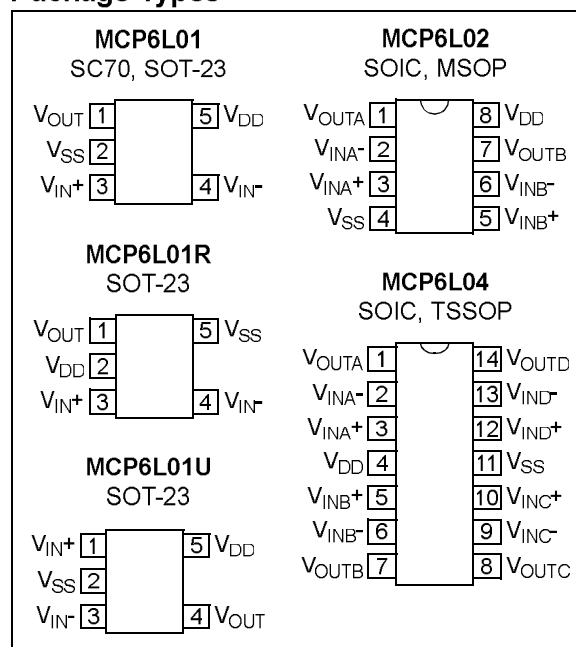 Package Types
MCP6L01
SC70, SOT-23
VOUT 1 5 VDD
VSS 2
VIN+ 3 4 VIN-
MCP6L01R
SOT-23
VOUT 1 5 VSS
VDD 2
VIN+ 3 4 VIN-
MCP6L01U
SOT-23
VIN+ 1 5 VDD
VSS 2
VIN- 3 4 VOUT
MCP6L02
SOIC, MSOP
VOUTA 1 8 VDD
VINA- 2 7 VOUTB
VINA+ 3 6 VINB-
VSS 4 5 VINB+
MCP6L04
SOIC, TSSOP
VOUTA 1 14 VOUTD
VINA- 2 13 VIND-
VINA+ 3 12 VIND+
VDD 4 11 VSS
VINB+ 5 10 VINC+
VINB- 6 9 VINC-
VOUTB 7 8 VOUTC